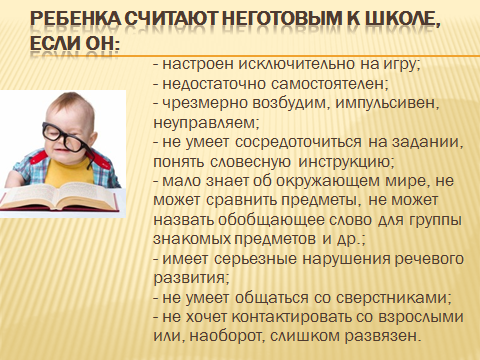 РЕБЕНКА СЧИТАЮТ НЕГОТОВЫМ К ШКОЛЕ,
ЕСЛИ ОН:
- настроен исключительно на игру;
- недостаточно самостоятелен;
- чрезмерно возбудим, импульсивен,
неуправляем;
- не умеет сосредоточиться на задании,
понять словесную инструкцию;
- мало знает об окружающем мире, не
может сравнить предметы, не может
назвать обобщающее слово для группы
знакомых предметов и др.;
- имеет серьезные нарушения речевого
развития;
- не умеет общаться со сверстниками;
- не хочет контактировать со взрослыми
или, наоборот, слишком развязен.